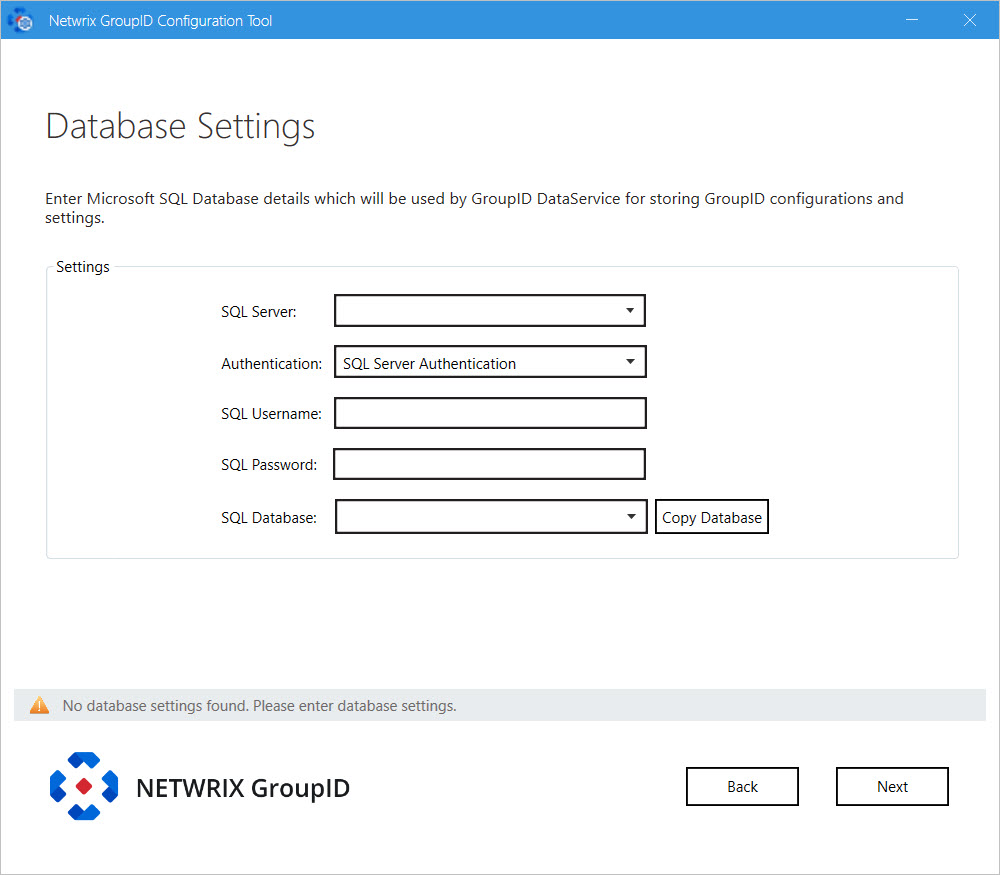 Netwrix GroupID Configuration Tool
Database Settings
Enter Microsoft SQL Database details which will be used by GroupID DataService for storing GroupID configurations and
settings.
Settings
SQL Server:
Authentication: SQL Server Authentication
SQL Username:
SQL Password:
SQL Database: Copy Database
No database settings found. Please enter database settings.
NETWRIX GroupID
Back Next